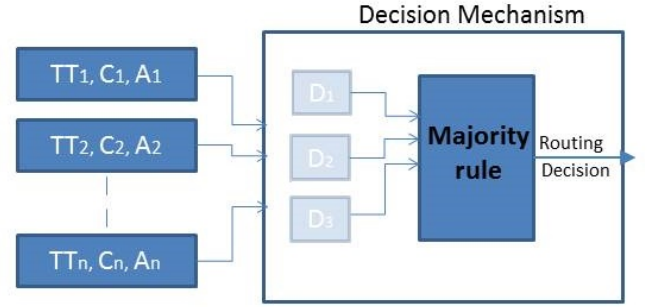 Decision Mechanism
TT1, C1, A1
TT2, C2, A2
TTn, Cn, An
D1
D2
D3
Majority
rule
Routing
Decision